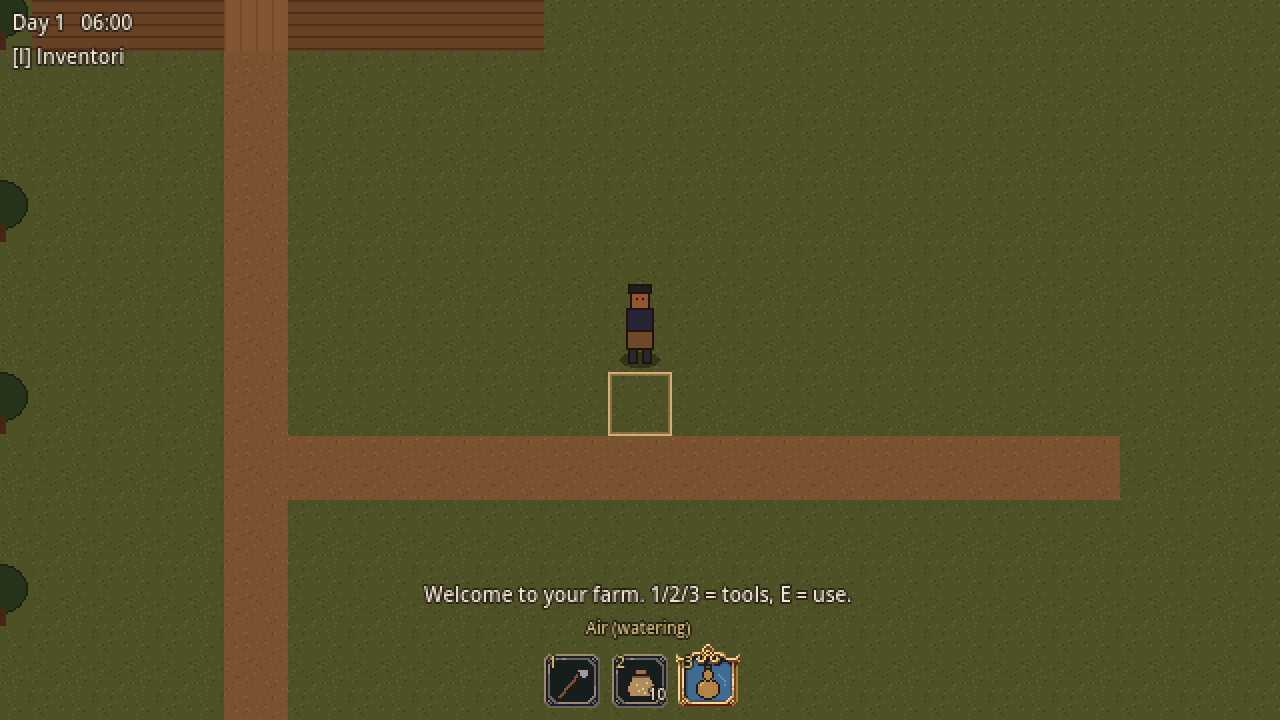 Day 1 06:00
[I] Inventori
Welcome to your farm. 1/2/3 = tools, E = use.
Air (watering)
1 2 3
10